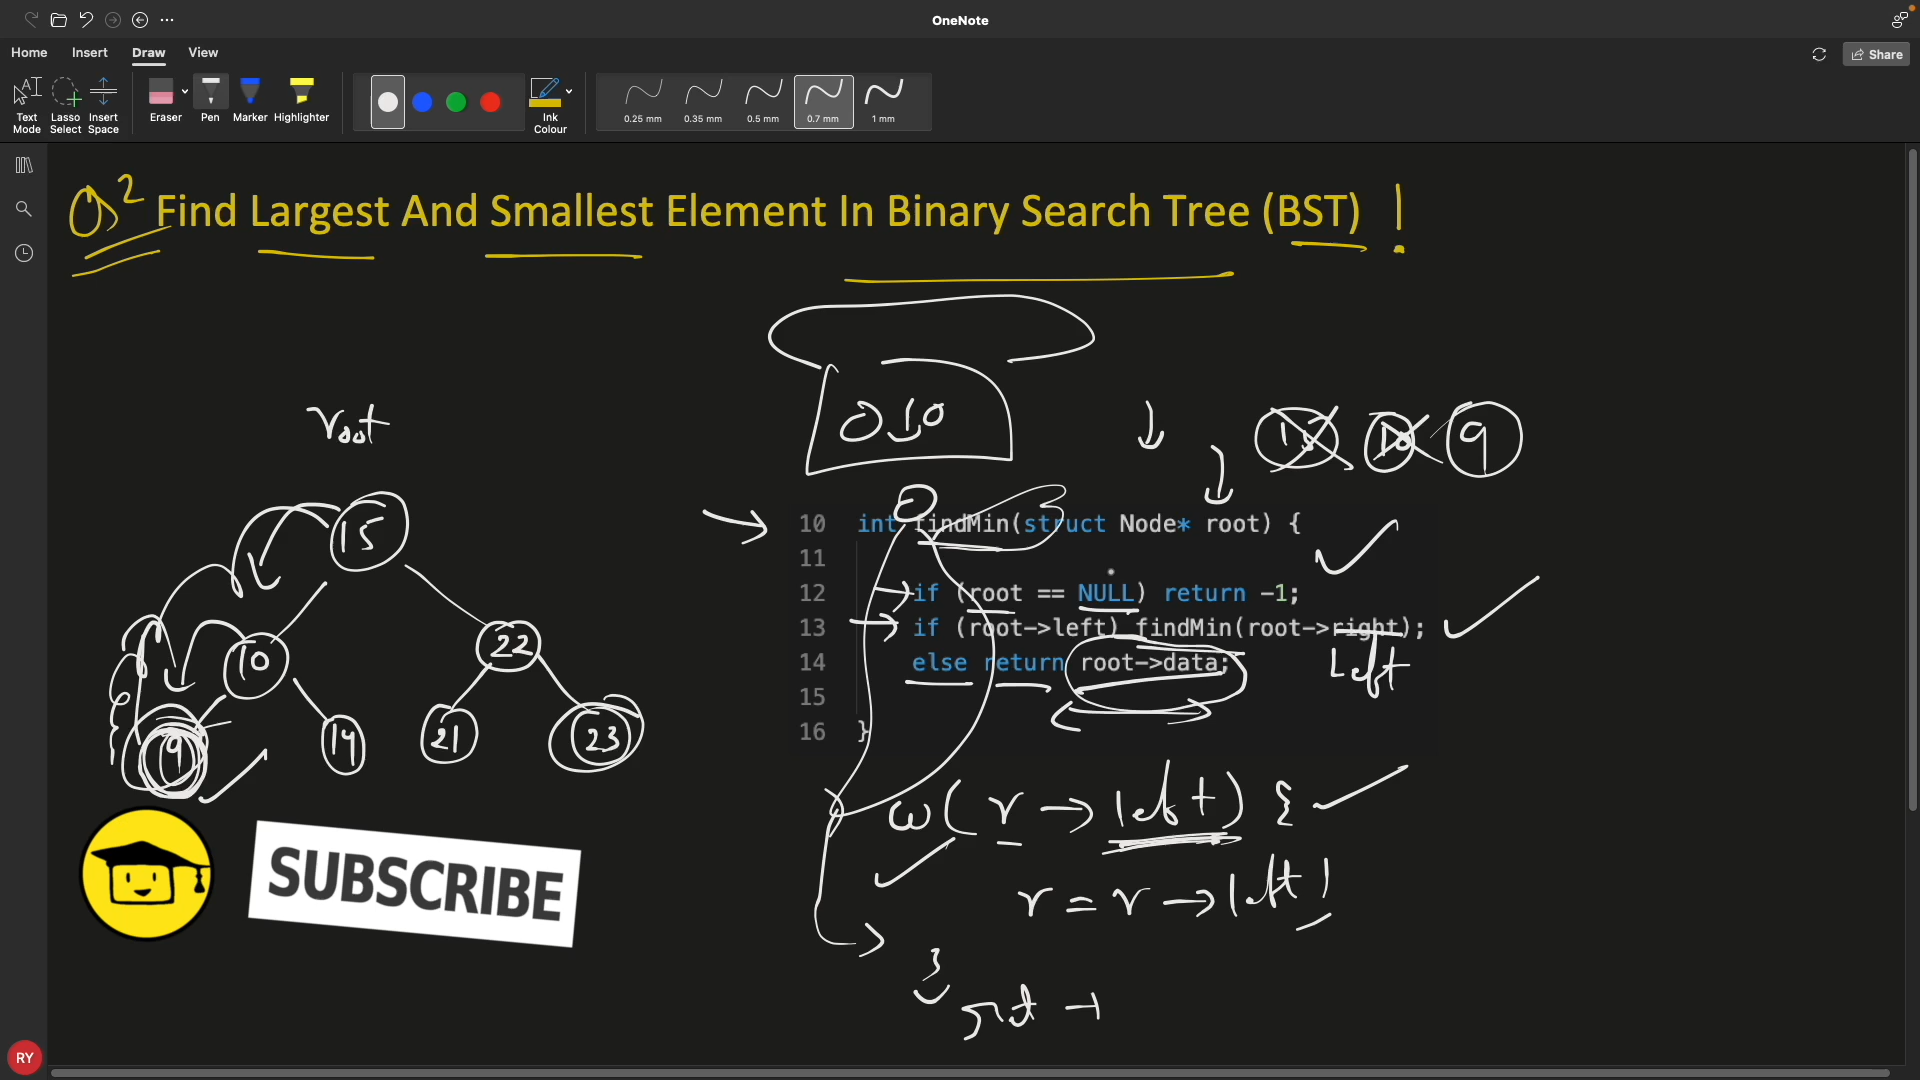 OneNote
Home Insert Draw View
Share
Text Mode
Lasso Select
Insert Space
Eraser
Pen
Marker
Highlighter
Ink Colour
0.25 mm
0.35 mm
0.5 mm
0.7 mm
1 mm
Q2 Find Largest And Smallest Element In Binary Search Tree (BST) !
root
15
10
22
9
14
21
23
10
9
10 int findMin(struct Node* root) {
11
12 if (root == NULL) return -1;
13 if (root->left) findMin(root->right);
left
14 else return root->data;
15
16 }
w( r → left) {
r = r → left;
}
SUBSCRIBE
RY